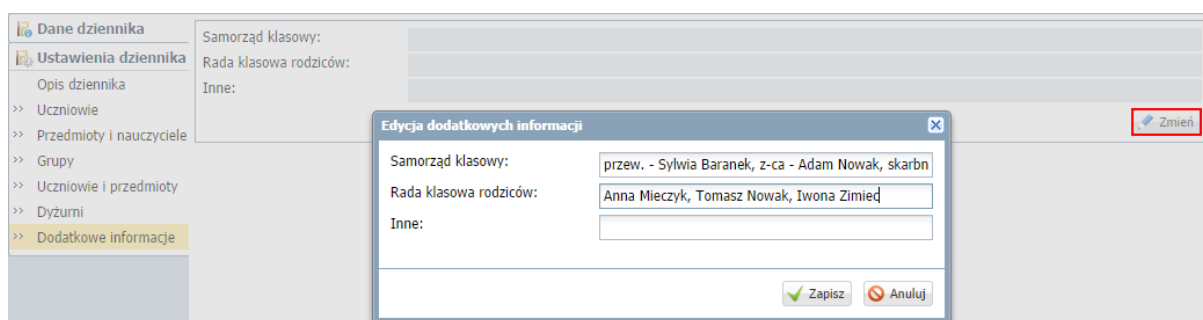 Dane dziennika
Ustawienia dziennika
Opis dziennika
>> Uczniowie
>> Przedmioty i nauczyciele
>> Grupy
>> Uczniowie i przedmioty
>> Dyżurni
>> Dodatkowe informacje
Samorząd klasowy:
Rada klasowa rodziców:
Inne:
Zmień
Edycja dodatkowych informacji
Samorząd klasowy: przew. - Sylwia Baranek, z-ca - Adam Nowak, skarbn
Rada klasowa rodziców: Anna Mieczyk, Tomasz Nowak, Iwona Zimiec
Inne:
Zapisz Anuluj